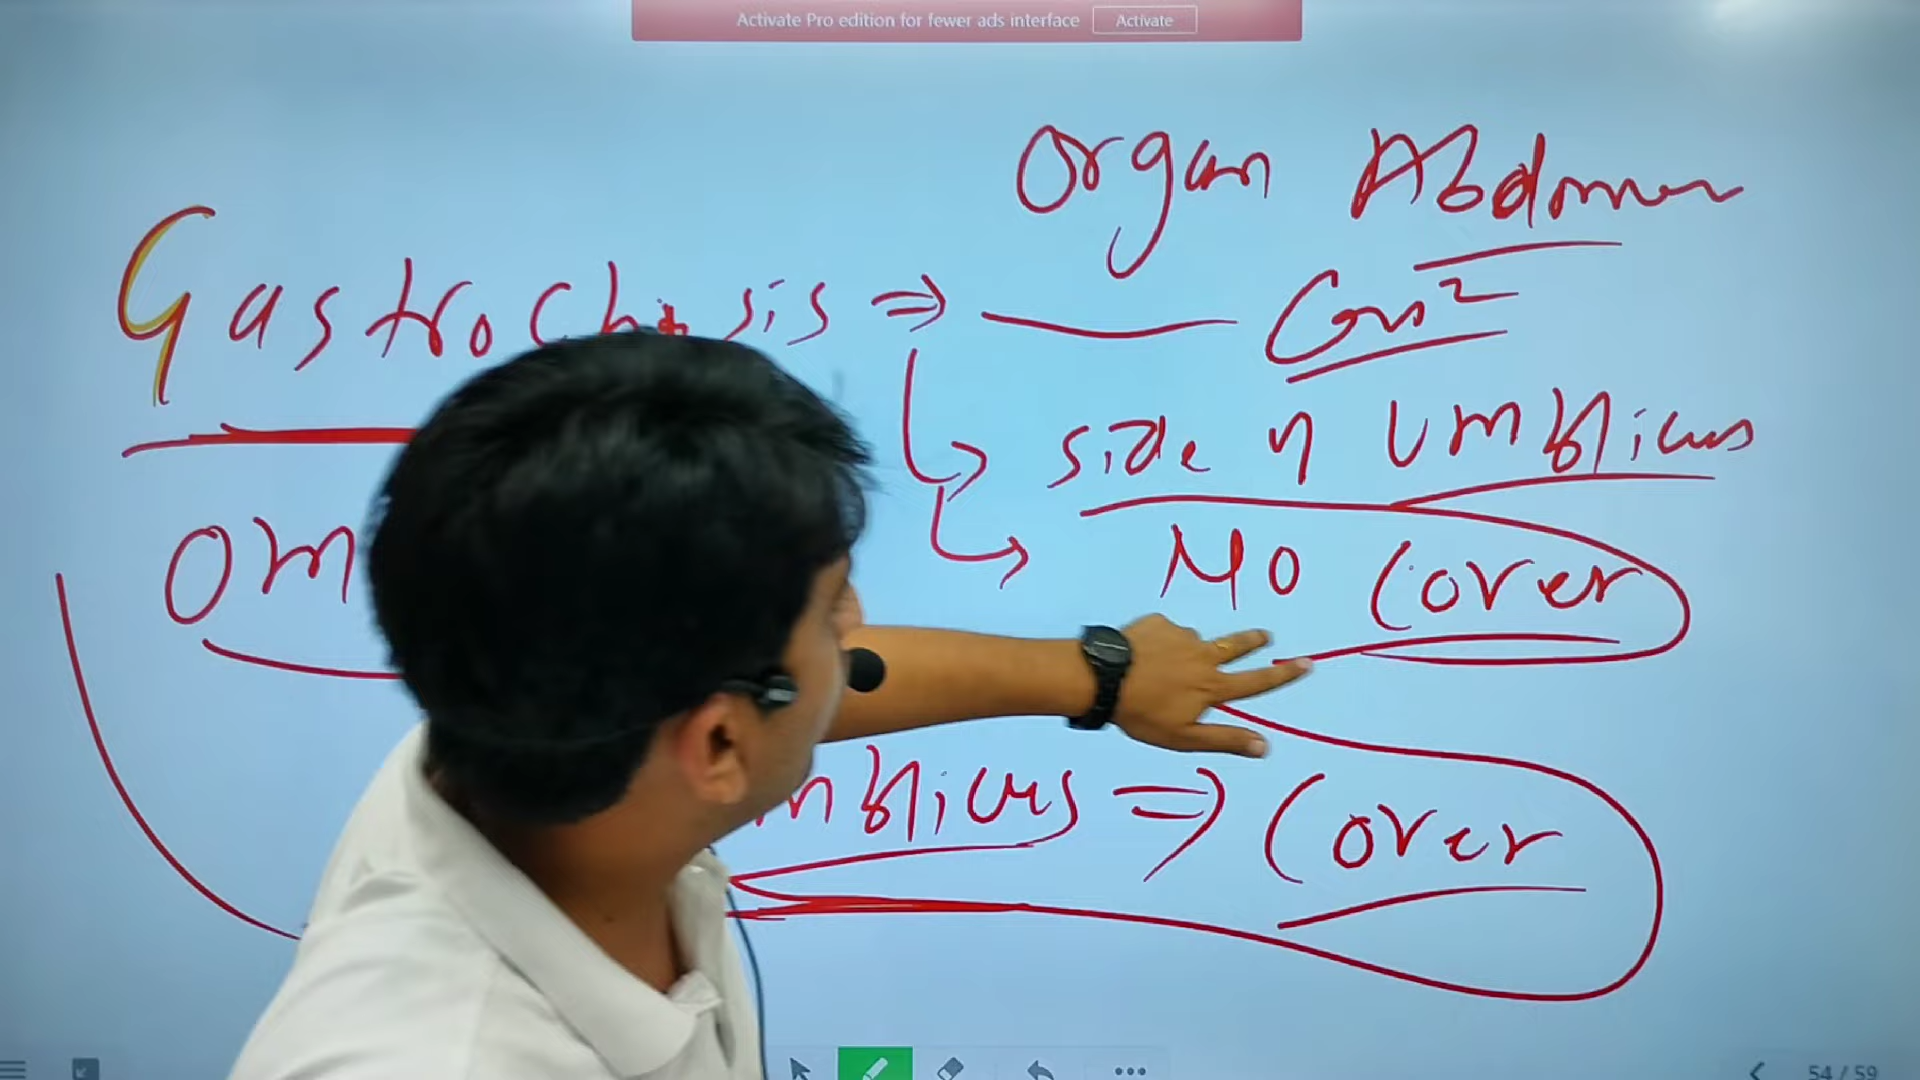 Activate Pro edition for fewer ads interface Activate
Organ Abdomen
Gastrochisis ⇒
side of Umblicus
No Cover
Om
mblicus ⇒ Cover
54 / 59